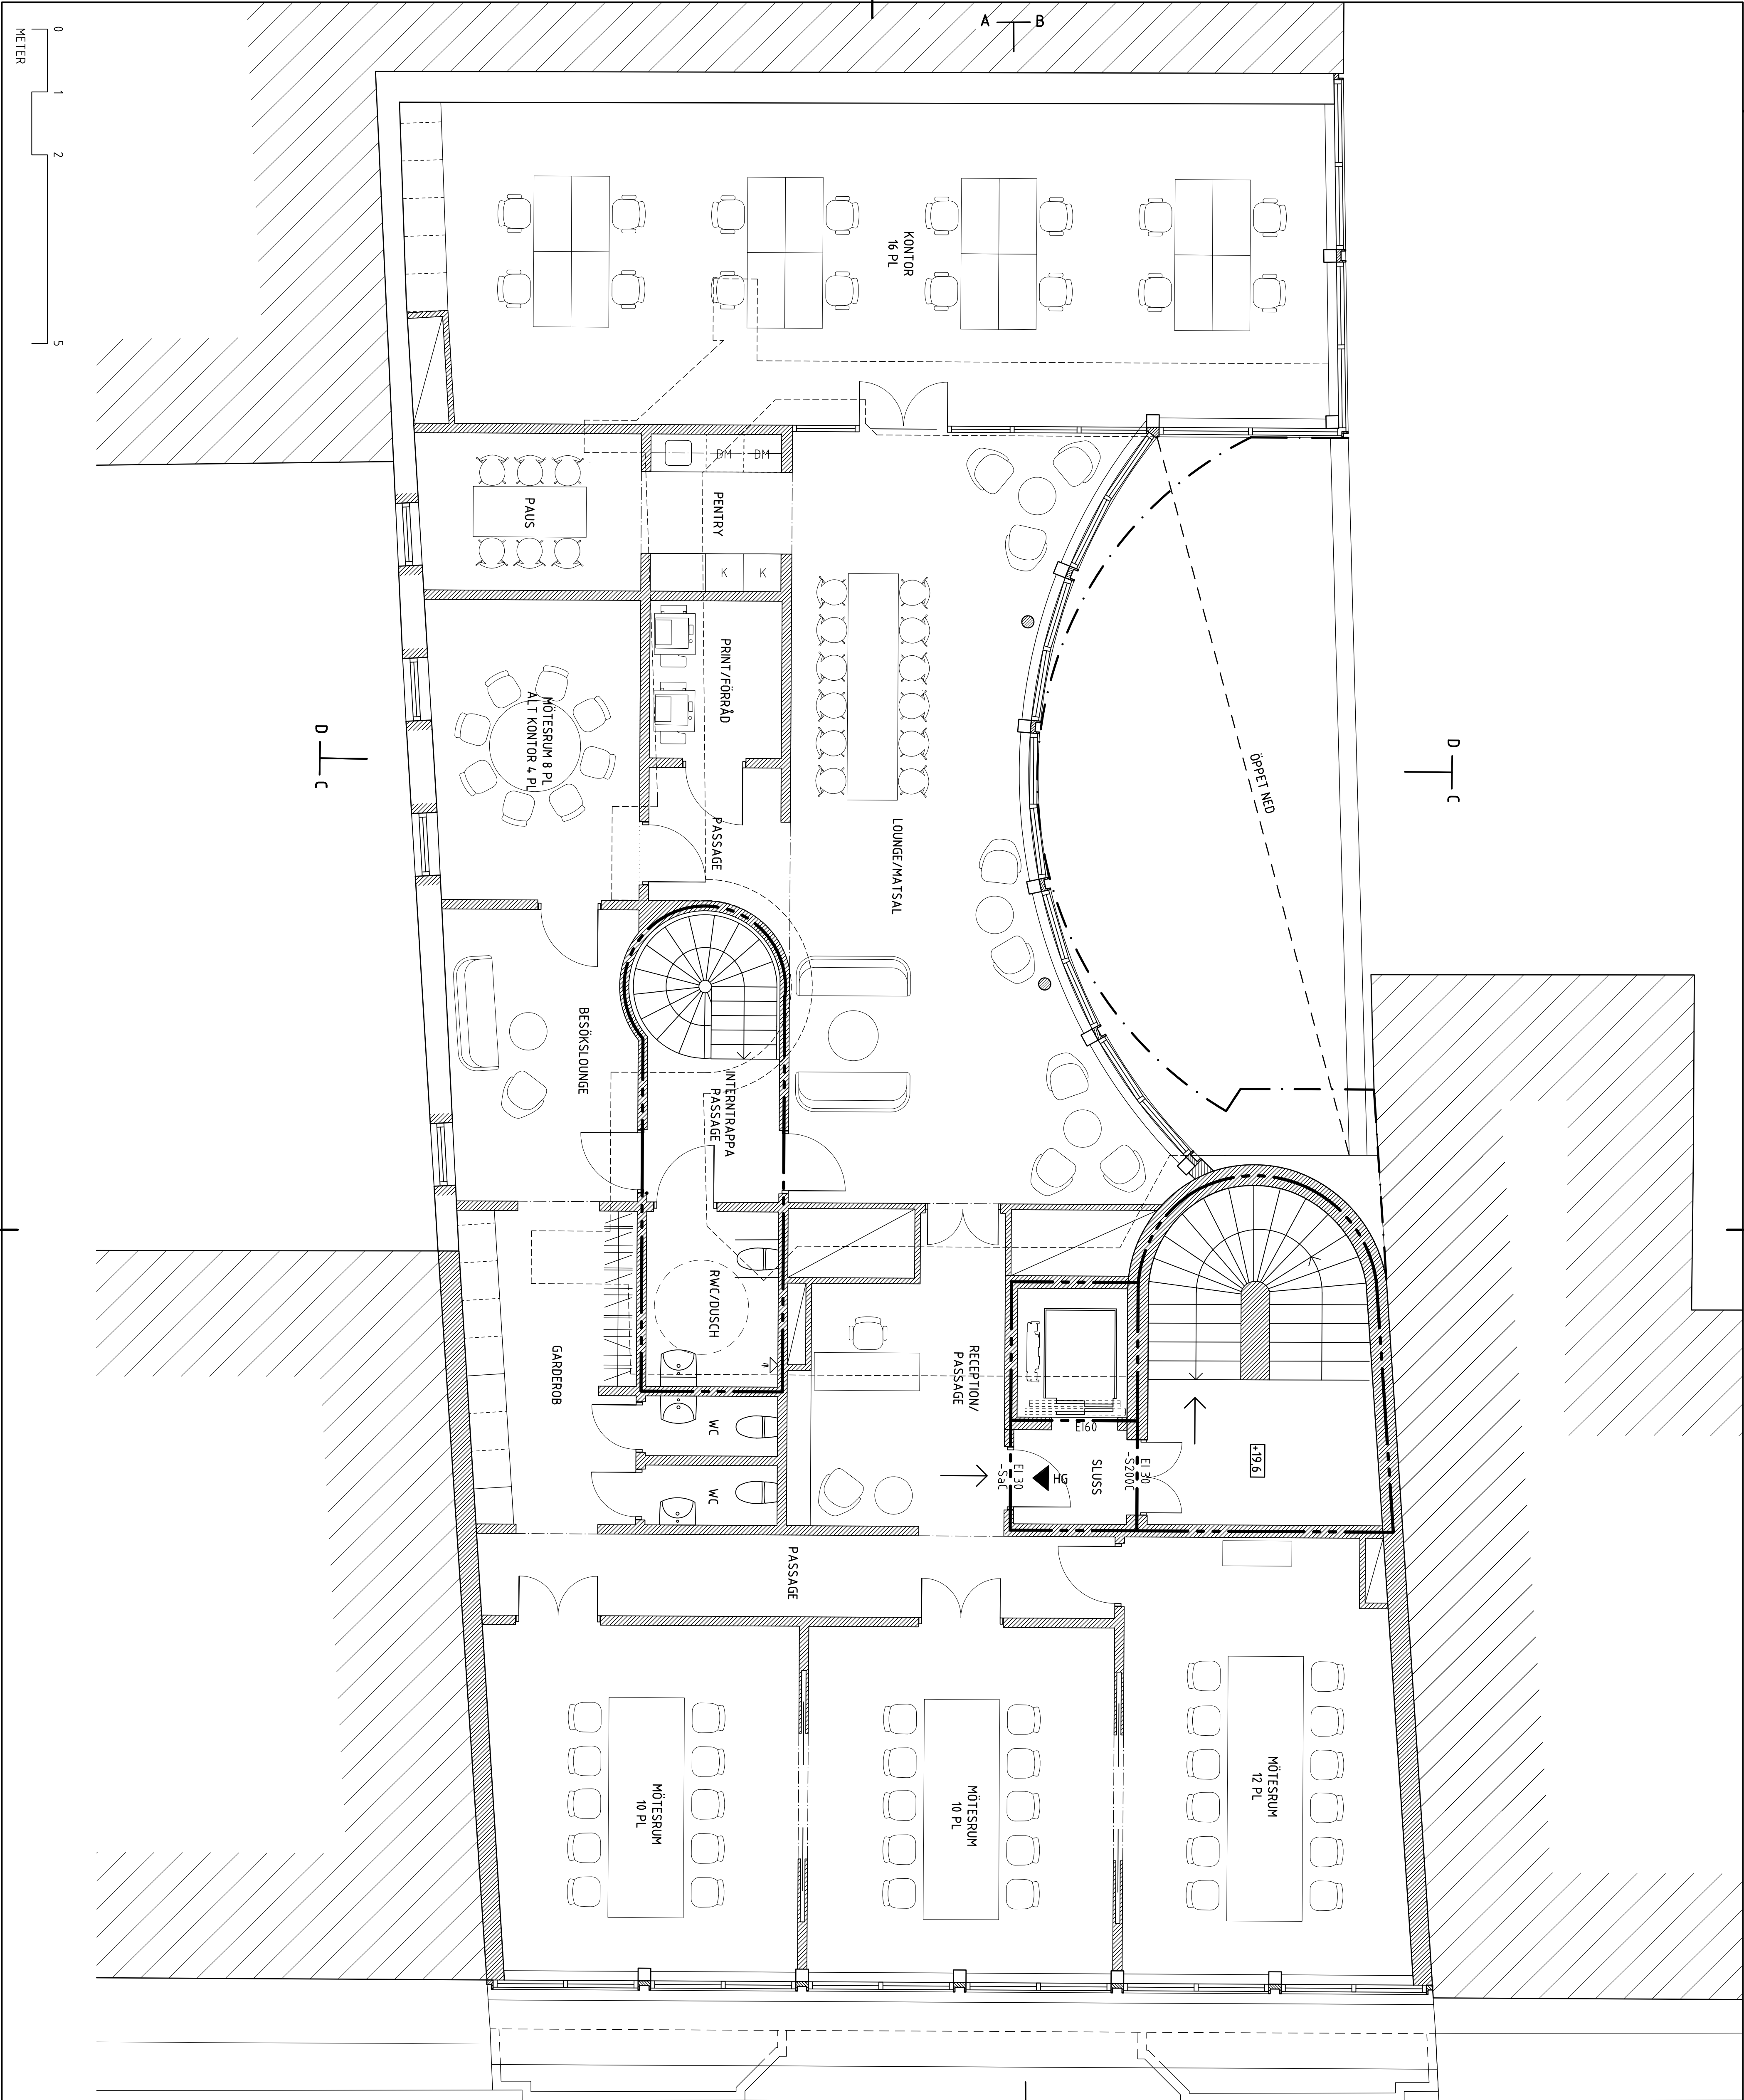 A B
0 1 2 5
METER
KONTOR
16 PL
DM DM
PENTRY
PAUS
K K
PRINT/FÖRRÅD
MÖTESRUM 8 PL
ALT KONTOR 4 PL
D C
D C
ÖPPET NED
PASSAGE
LOUNGE/MATSAL
BESÖKSLOUNGE
INTERNTRAPPA
PASSAGE
RWC/DUSCH
GARDEROB
WC
WC
RECEPTION/
PASSAGE
EI60
SLUSS
HG
EI 30
-SaC
EI 30
-S200C
+19,6
PASSAGE
MÖTESRUM
10 PL
MÖTESRUM
10 PL
MÖTESRUM
12 PL